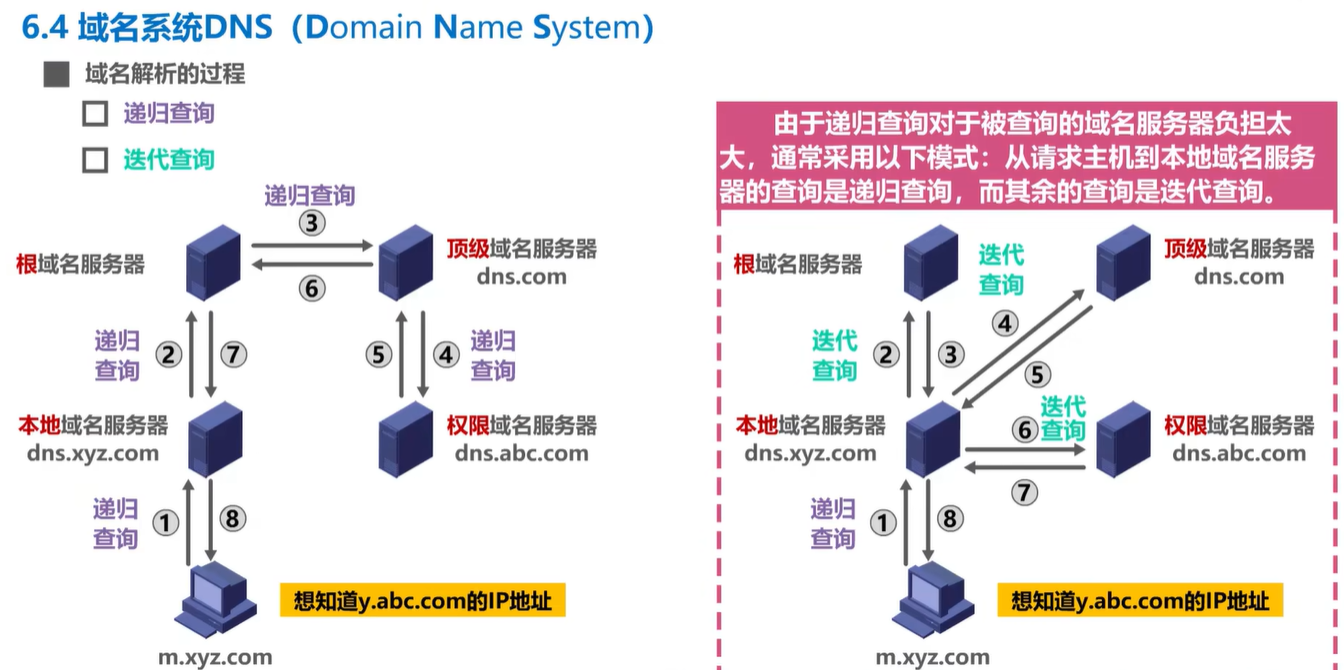 6.4 域名系统DNS（Domain Name System）
域名解析的过程
递归查询
迭代查询
递归查询
③
根域名服务器
顶级域名服务器
dns.com
⑥
递归
查询
②
⑦
⑤
④
递归
查询
本地域名服务器
dns.xyz.com
权限域名服务器
dns.abc.com
递归
查询
①
⑧
想知道y.abc.com的IP地址
m.xyz.com
由于递归查询对于被查询的域名服务器负担太
大，通常采用以下模式：从请求主机到本地域名服务
器的查询是递归查询，而其余的查询是迭代查询。
根域名服务器
迭代
查询
顶级域名服务器
dns.com
④
迭代
查询
②
③
⑤
本地域名服务器
dns.xyz.com
迭代
⑥查询
权限域名服务器
dns.abc.com
⑦
递归
查询
①
⑧
想知道y.abc.com的IP地址
m.xyz.com